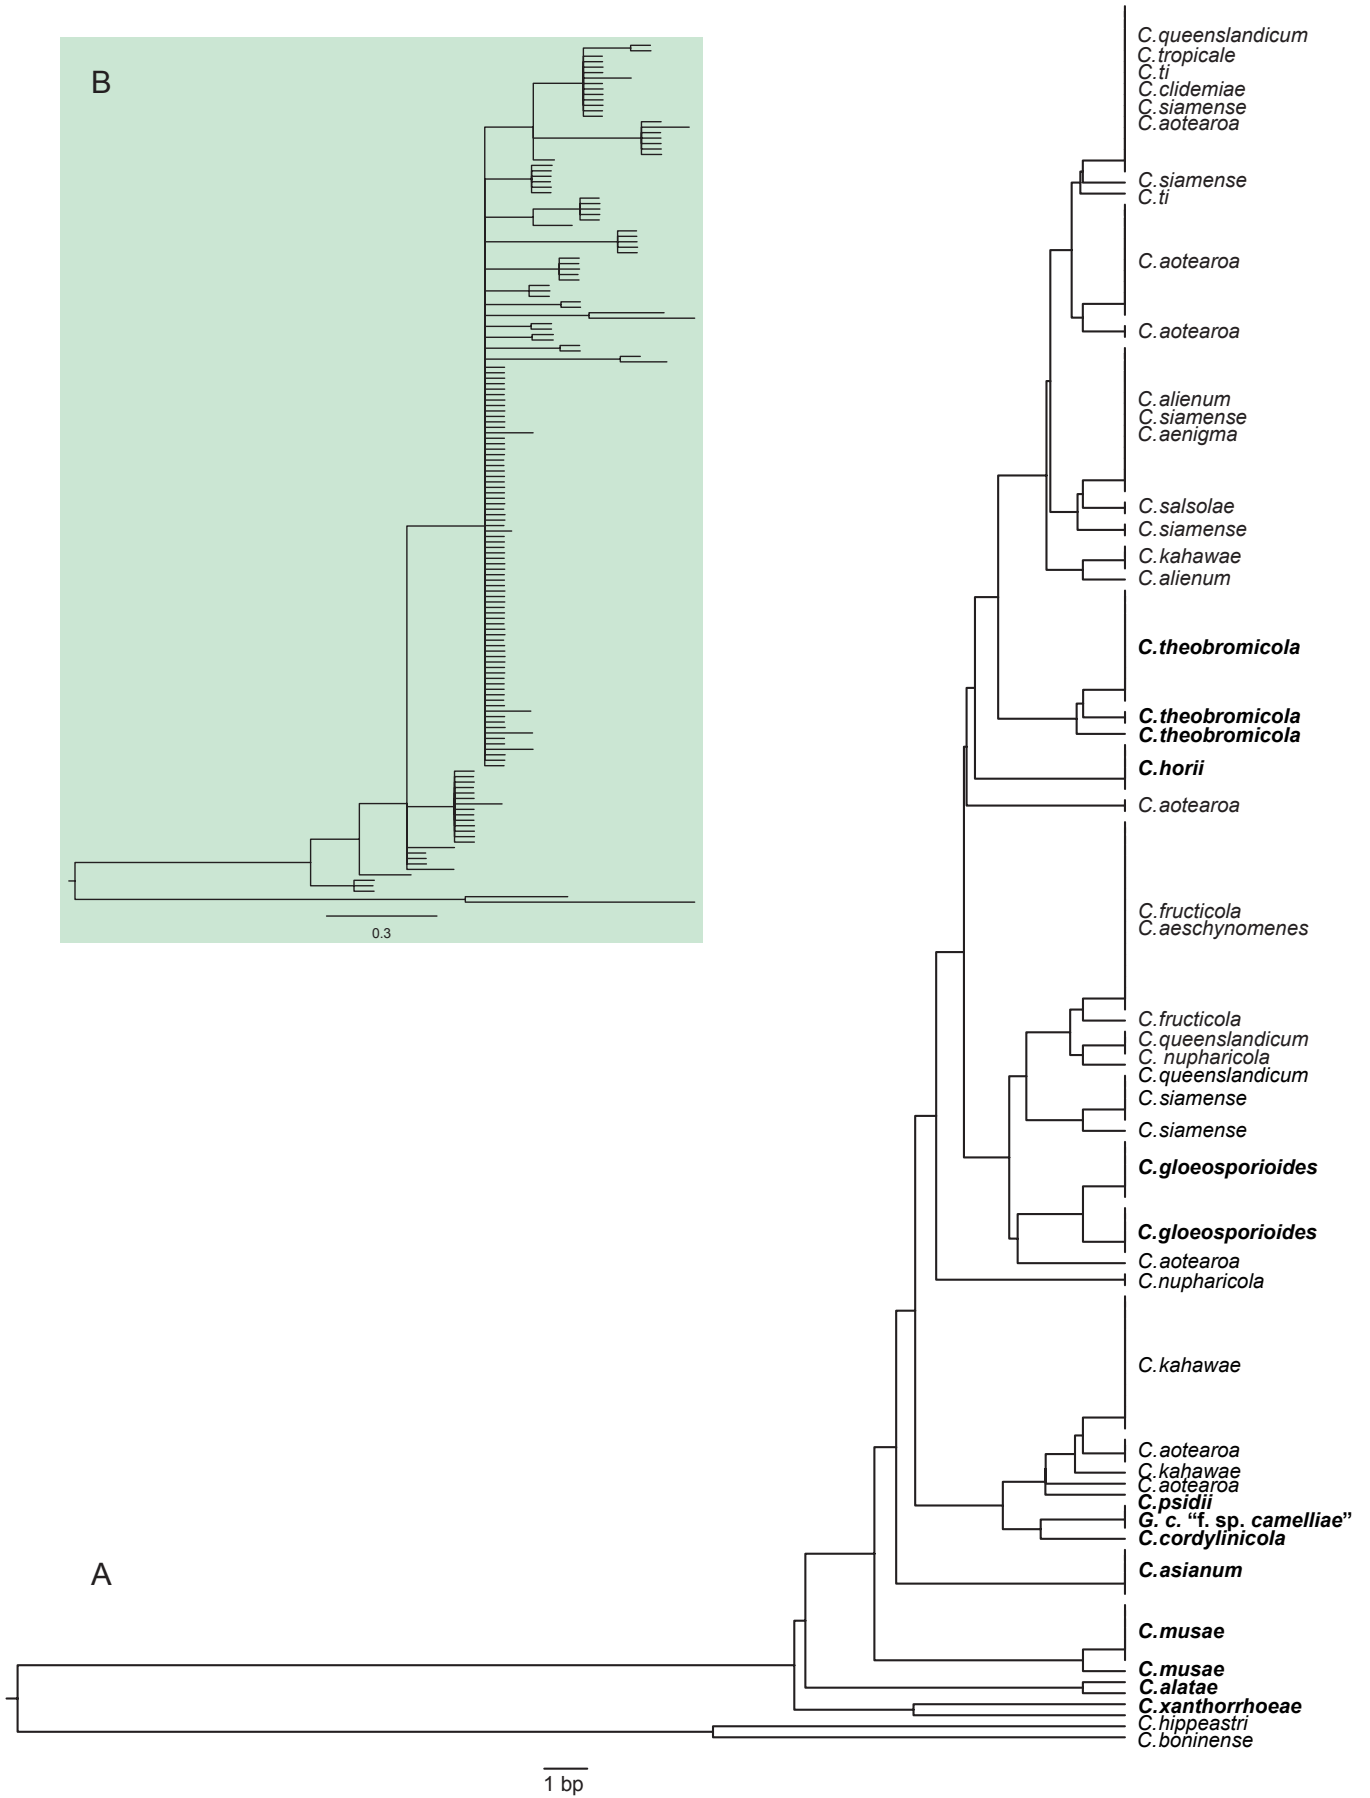 B
0.3
C.queenslandicum
C.tropicale
C.ti
C.clidemiae
C.siamense
C.aotearoa
C.siamense
C.ti
C.aotearoa
C.aotearoa
C.alienum
C.siamense
C.aenigma
C.salsolae
C.siamense
C.kahawae
C.alienum
C.theobromicola
C.theobromicola
C.theobromicola
C.horii
C.aotearoa
C.fructicola
C.aeschynomenes
C.fructicola
C.queenslandicum
C. nupharicola
C.queenslandicum
C.siamense
C.siamense
C.gloeosporioides
C.gloeosporioides
C.aotearoa
C.nupharicola
C.kahawae
C.aotearoa
C.kahawae
C.aotearoa
C.psidii
G. c. “f. sp. camelliae”
C.cordylinicola
C.asianum
A
C.musae
C.musae
C.alatae
C.xanthorrhoeae
C.hippeastri
C.boninense
1 bp